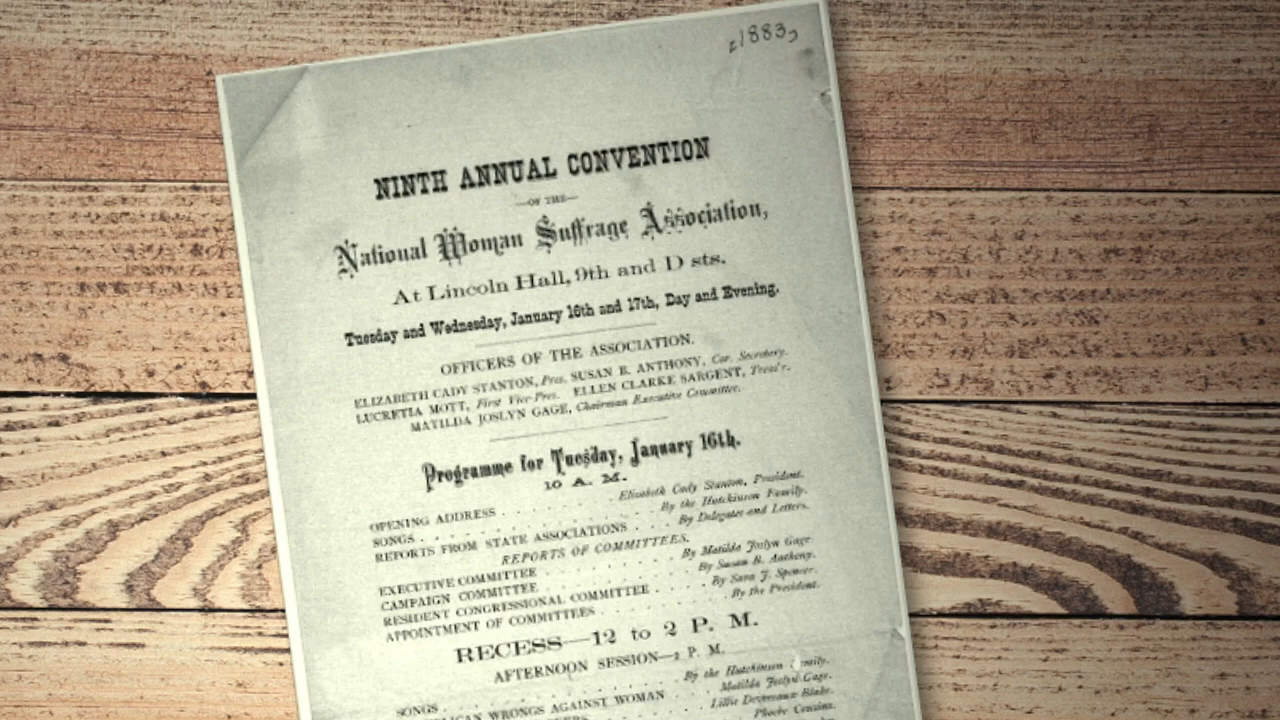 1883
NINTH ANNUAL CONVENTION
—OF THE—
National Woman Suffrage Association,
At Lincoln Hall, 9th and D sts.
Tuesday and Wednesday, January 16th and 17th, Day and Evening.
OFFICERS OF THE ASSOCIATION.
ELIZABETH CADY STANTON, Pres. SUSAN B. ANTHONY, Cor. Secretary.
LUCRETIA MOTT, First Vice-Pres. ELLEN CLARKE SARGENT, Treas'r.
MATILDA JOSLYN GAGE, Chairman Executive Committee.
Programme for Tuesday, January 16th.
10 A. M.
OPENING ADDRESS . . . . . . . . Elizabeth Cady Stanton, President.
SONGS . . . . . . . . By the Hutchinson Family.
REPORTS FROM STATE ASSOCIATIONS . . . . By Delegates and Letters.
REPORTS OF COMMITTEES.
EXECUTIVE COMMITTEE . . . . . . By Matilda Joslyn Gage.
CAMPAIGN COMMITTEE . . . . . . By Susan B. Anthony.
RESIDENT CONGRESSIONAL COMMITTEE . . . . By Sara J. Spencer.
APPOINTMENT OF COMMITTEES . . . . . . By the President.
RECESS—12 to 2 P. M.
AFTERNOON SESSION—2 P. M.
SONGS . . . . . . . . By the Hutchinson Family.
WRONGS AGAINST WOMAN . . . . Matilda Joslyn Gage.
Lillie Devereaux Blake.
Phoebe Couzins.